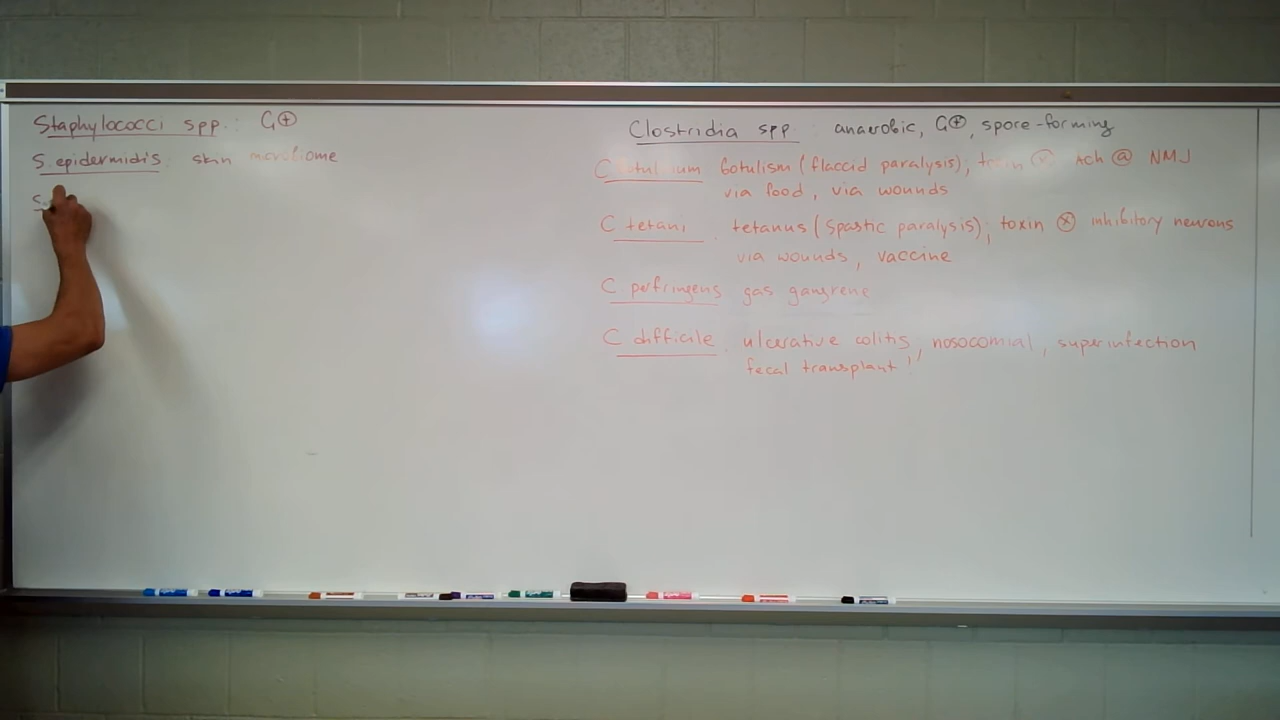 Staphylococci spp.: G⊕
S. epidermidis: skin microbiome
S.
Clostridia spp: anaerobic, G⊕, spore-forming
C botulium botulism (flaccid paralysis); toxin ACh @ NMJ
via food, via wounds
C tetani: tetanus (spastic paralysis); toxin ⊗ inhibitory neurons
via wounds, vaccine
C perfringens gas gangrene
C difficile: ulcerative colitis, nosocomial, superinfection
fecal transplant!